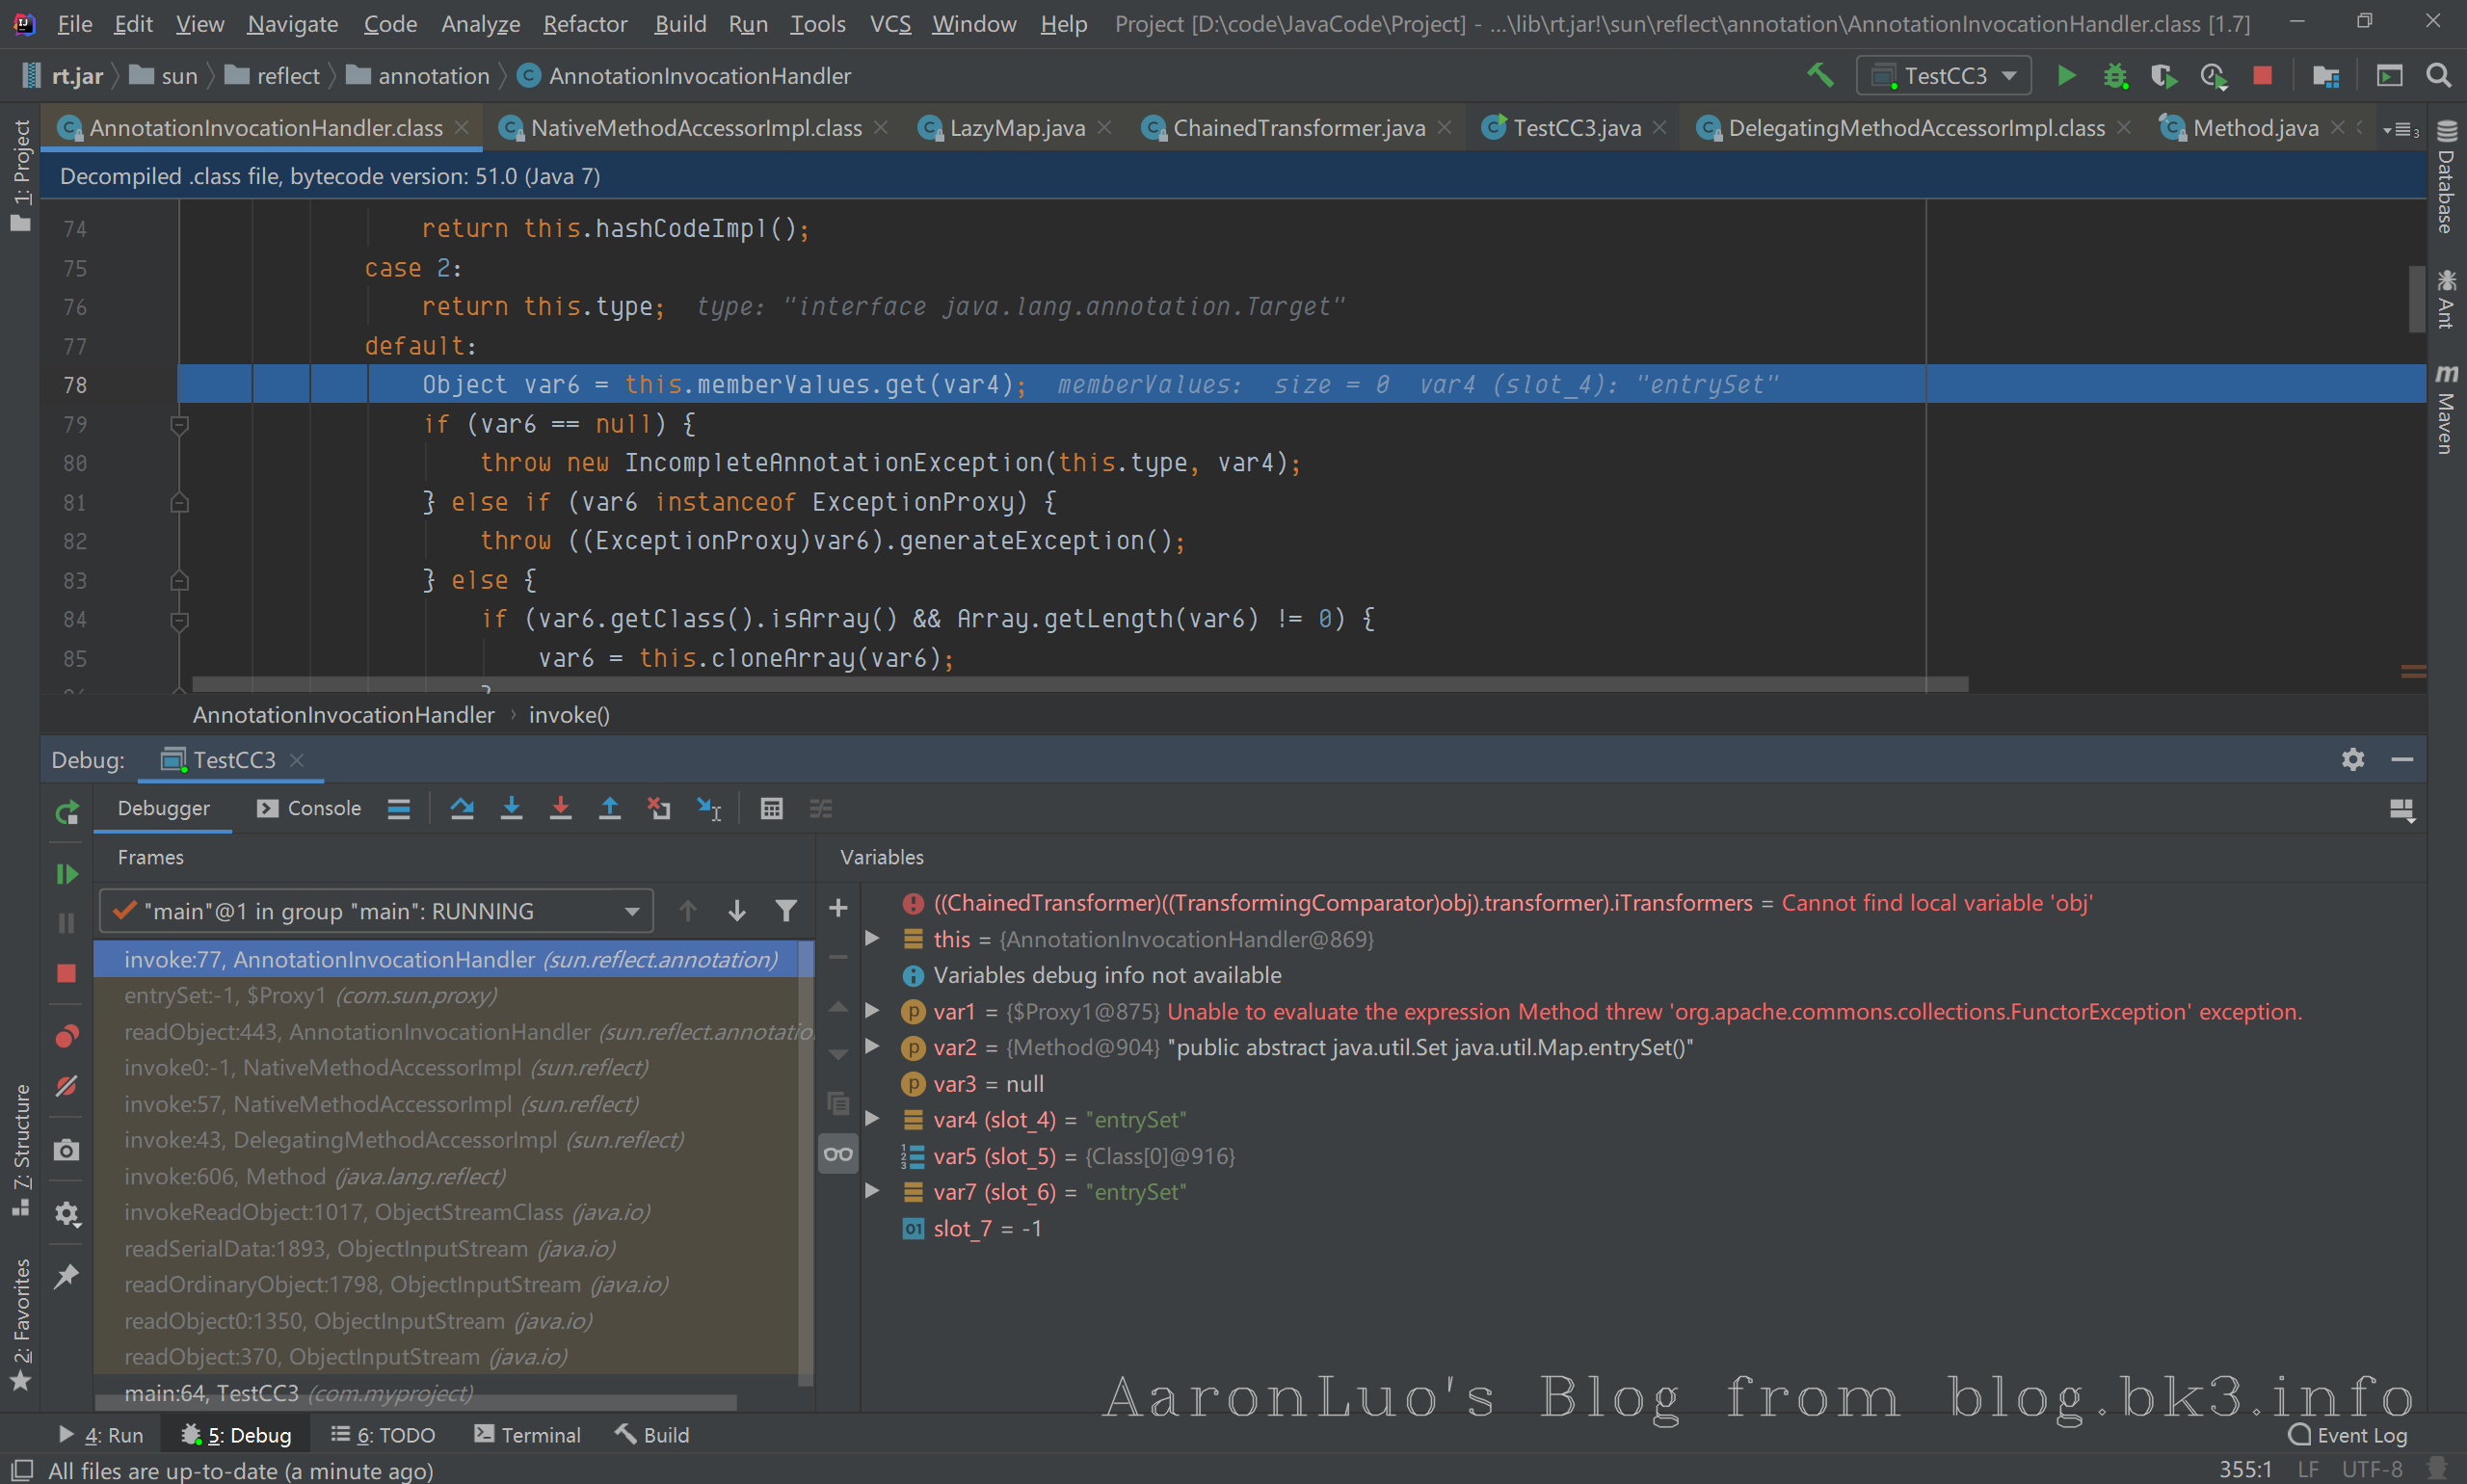 File Edit View Navigate Code Analyze Refactor Build Run Tools VCS Window Help Project [D:\code\JavaCode\Project] - ...\lib\rt.jar!\sun\reflect\annotation\AnnotationInvocationHandler.class [1.7]
rt.jar sun reflect annotation AnnotationInvocationHandler TestCC3
AnnotationInvocationHandler.class NativeMethodAccessorImpl.class LazyMap.java ChainedTransformer.java TestCC3.java DelegatingMethodAccessorImpl.class Method.java 3
1: Project
Database
Ant
Maven
Decompiled .class file, bytecode version: 51.0 (Java 7)
74 return this.hashCodeImpl();
75 case 2:
76 return this.type; type: "interface java.lang.annotation.Target"
77 default:
78 Object var6 = this.memberValues.get(var4); memberValues: size = 0 var4 (slot_4): "entrySet"
79 if (var6 == null) {
80 throw new IncompleteAnnotationException(this.type, var4);
81 } else if (var6 instanceof ExceptionProxy) {
82 throw ((ExceptionProxy)var6).generateException();
83 } else {
84 if (var6.getClass().isArray() && Array.getLength(var6) != 0) {
85 var6 = this.cloneArray(var6);
AnnotationInvocationHandler › invoke()
Debug: TestCC3
Debugger Console
Frames
"main"@1 in group "main": RUNNING
invoke:77, AnnotationInvocationHandler (sun.reflect.annotation)
entrySet:-1, $Proxy1 (com.sun.proxy)
readObject:443, AnnotationInvocationHandler (sun.reflect.annotatio
invoke0:-1, NativeMethodAccessorImpl (sun.reflect)
invoke:57, NativeMethodAccessorImpl (sun.reflect)
invoke:43, DelegatingMethodAccessorImpl (sun.reflect)
invoke:606, Method (java.lang.reflect)
invokeReadObject:1017, ObjectStreamClass (java.io)
readSerialData:1893, ObjectInputStream (java.io)
readOrdinaryObject:1798, ObjectInputStream (java.io)
readObject0:1350, ObjectInputStream (java.io)
readObject:370, ObjectInputStream (java.io)
main:64, TestCC3 (com.myproject)
Variables
((ChainedTransformer)((TransformingComparator)obj).transformer).iTransformers = Cannot find local variable 'obj'
this = {AnnotationInvocationHandler@869}
Variables debug info not available
var1 = {$Proxy1@875} Unable to evaluate the expression Method threw 'org.apache.commons.collections.FunctorException' exception.
var2 = {Method@904} "public abstract java.util.Set java.util.Map.entrySet()"
var3 = null
var4 (slot_4) = "entrySet"
var5 (slot_5) = {Class[0]@916}
var7 (slot_6) = "entrySet"
slot_7 = -1
7: Structure
2: Favorites
AaronLuo's Blog from blog.bk3.info
4: Run 5: Debug 6: TODO Terminal Build Event Log
All files are up-to-date (a minute ago) 355:1 LF UTF-8